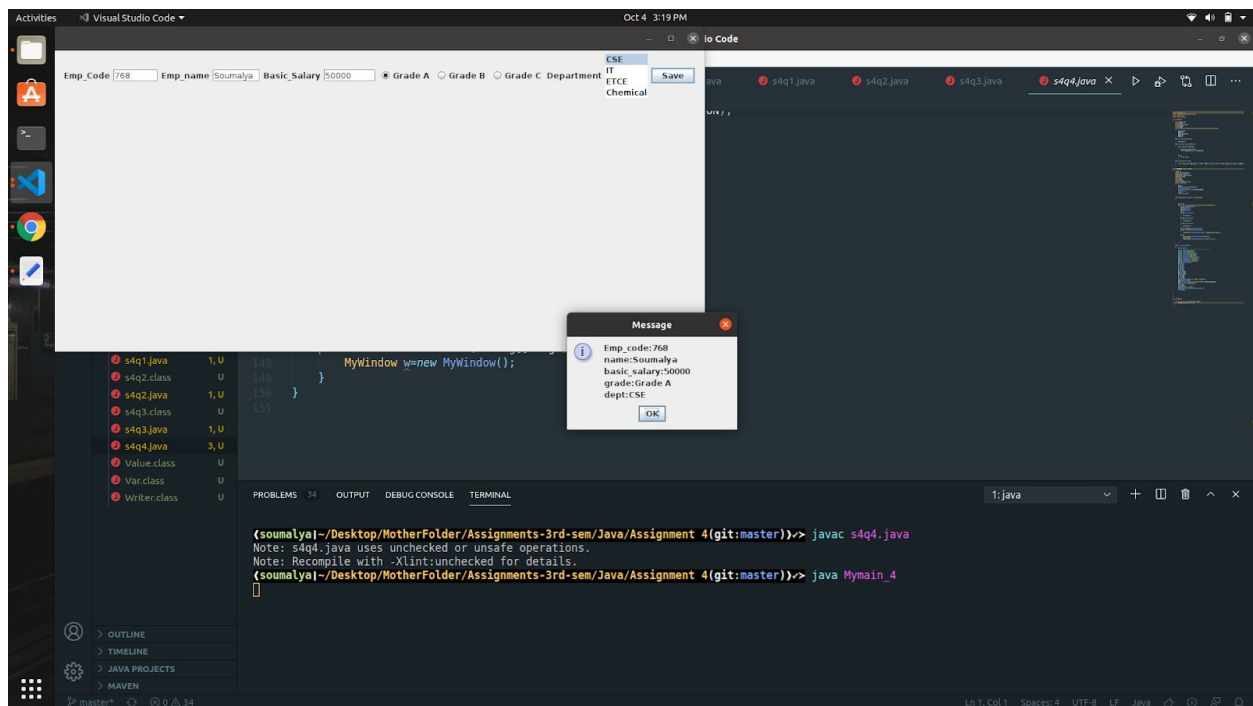 Activities
Visual Studio Code
Oct 4 3:19 PM
io Code
Emp_Code 768 Emp_name Soumalya Basic_Salary 50000 Grade A Grade B Grade C Department
CSE
IT
ETCE
Chemical
Save
ava
s4q1.java
s4q2.java
s4q3.java
s4q4.java
Message
Emp_code:768
name:Soumalya
basic_salary:50000
grade:Grade A
dept:CSE
OK
s4q1.java 1, U
s4q2.class U
s4q2.java 1, U
s4q3.class U
s4q3.java 1, U
s4q4.java 3, U
Value.class U
Var.class U
Writer.class U
148 MyWindow w=new MyWindow();
149 }
150 }
151
PROBLEMS 34 OUTPUT DEBUG CONSOLE TERMINAL
1: java
(soumalya|~/Desktop/MotherFolder/Assignments-3rd-sem/Java/Assignment 4(git:master))✓> javac s4q4.java
Note: s4q4.java uses unchecked or unsafe operations.
Note: Recompile with -Xlint:unchecked for details.
(soumalya|~/Desktop/MotherFolder/Assignments-3rd-sem/Java/Assignment 4(git:master))✓> java Mymain_4
OUTLINE
TIMELINE
JAVA PROJECTS
MAVEN
master* 0 34
Ln 1, Col 1 Spaces: 4 UTF-8 LF Java